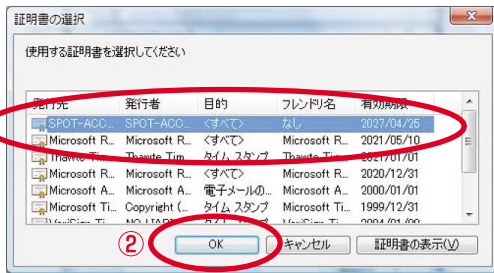 証明書の選択
使用する証明書を選択してください
発行先 発行者 目的 フレンドリ名 有効期限
SPOT-ACC... SPOT-ACC... <すべて> なし 2027/04/25
Microsoft R... Microsoft R... <すべて> Microsoft R... 2021/05/10
Thawte Tim... Thawte Tim... タイム スタンプ Thawte Tim... 2021/01/01
Microsoft R... Microsoft R... <すべて> Microsoft R... 2020/12/31
Microsoft A... Microsoft A... 電子メールの... Microsoft A... 2000/01/01
Microsoft Ti... Copyright (... タイム スタンプ Microsoft Ti... 1999/12/31
② OK キャンセル 証明書の表示(V)